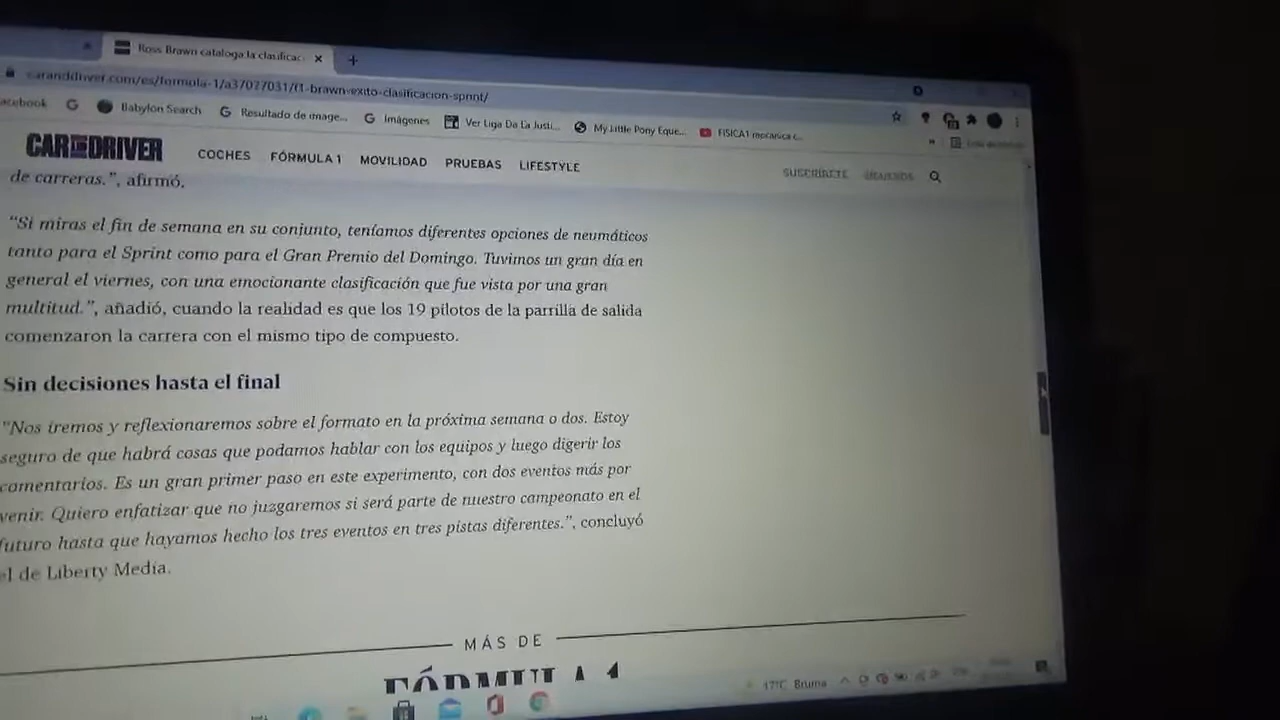 Ross Brawn cataloga la clasificac
caranddriver.com/es/formula-1/a37027031/f1-brawn-exito-clasificacion-sprint/
acebook
Babylon Search
Resultado de image...
Imágenes
Ver Liga De La Justi...
My Little Pony Eque...
FISICA1
CAR AND DRIVER
COCHES FÓRMULA 1 MOVILIDAD PRUEBAS LIFESTYLE
SUSCRÍBETE
de carreras.”, afirmó,
“Si miras el fin de semana en su conjunto, teníamos diferentes opciones de neumáticos
tanto para el Sprint como para el Gran Premio del Domingo. Tuvimos un gran día en
general el viernes, con una emocionante clasificación que fue vista por una gran
multitud.”, añadió, cuando la realidad es que los 19 pilotos de la parrilla de salida
comenzaron la carrera con el mismo tipo de compuesto.
Sin decisiones hasta el final
“Nos iremos y reflexionaremos sobre el formato en la próxima semana o dos. Estoy
seguro de que habrá cosas que podamos hablar con los equipos y luego digerir los
comentarios. Es un gran primer paso en este experimento, con dos eventos más por
venir. Quiero enfatizar que no juzgaremos si será parte de nuestro campeonato en el
futuro hasta que hayamos hecho los tres eventos en tres pistas diferentes.”, concluyó
el de Liberty Media.
MÁS DE
FÓRMULA 1
17°C Bruma